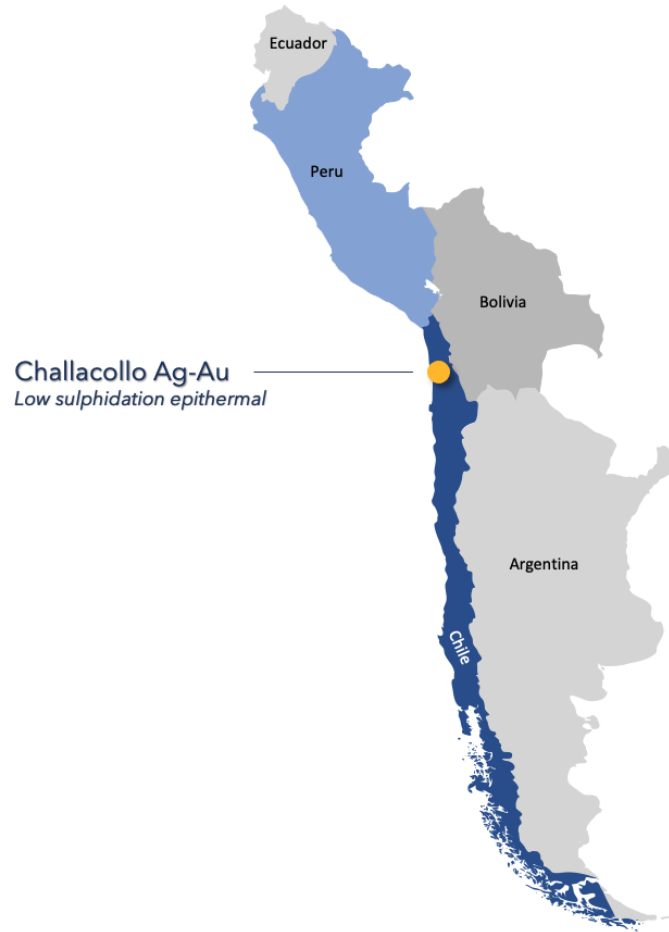 Ecuador
Peru
Bolivia
Challacollo Ag-Au
Low sulphidation epithermal
Argentina
Chile